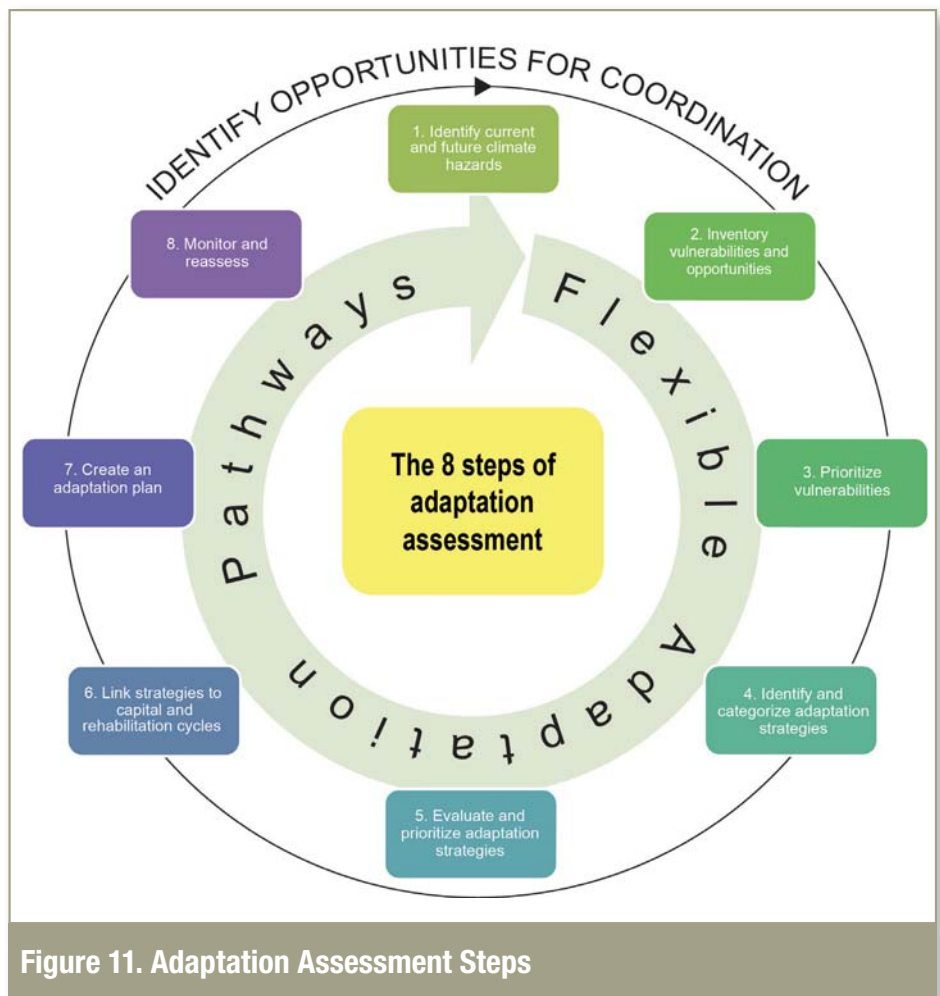 IDENTIFY OPPORTUNITIES FOR COORDINATION
1. Identify current
and future climate
hazards
2. Inventory
vulnerabilities and
opportunities
3. Prioritize
vulnerabilities
4. Identify and
categorize adaptation
strategies
5. Evaluate and
prioritize adaptation
strategies
6. Link strategies to
capital and
rehabilitation cycles
7. Create an
adaptation plan
8. Monitor and
reassess
Flexible Adaptation Pathways
The 8 steps of
adaptation
assessment
Figure 11. Adaptation Assessment Steps